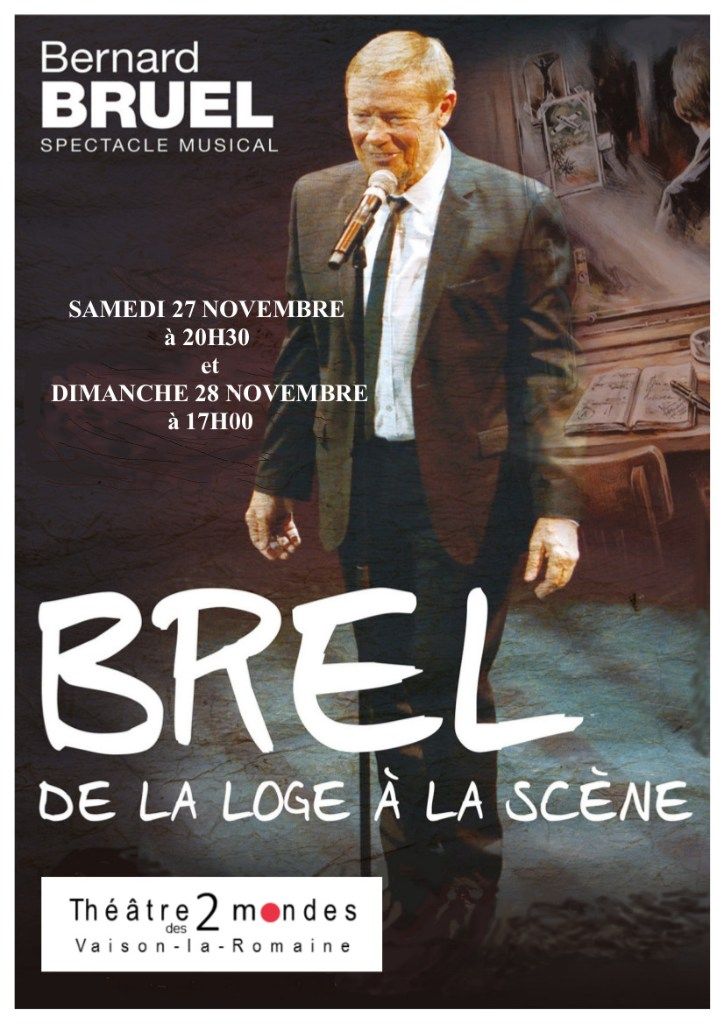 Bernard
BRUEL
SPECTACLE MUSICAL
SAMEDI 27 NOVEMBRE
à 20H30
et
DIMANCHE 28 NOVEMBRE
à 17H00
BREL
DE LA LOGE À LA SCÈNE
Théâtre des 2 mondes
Vaison-la-Romaine